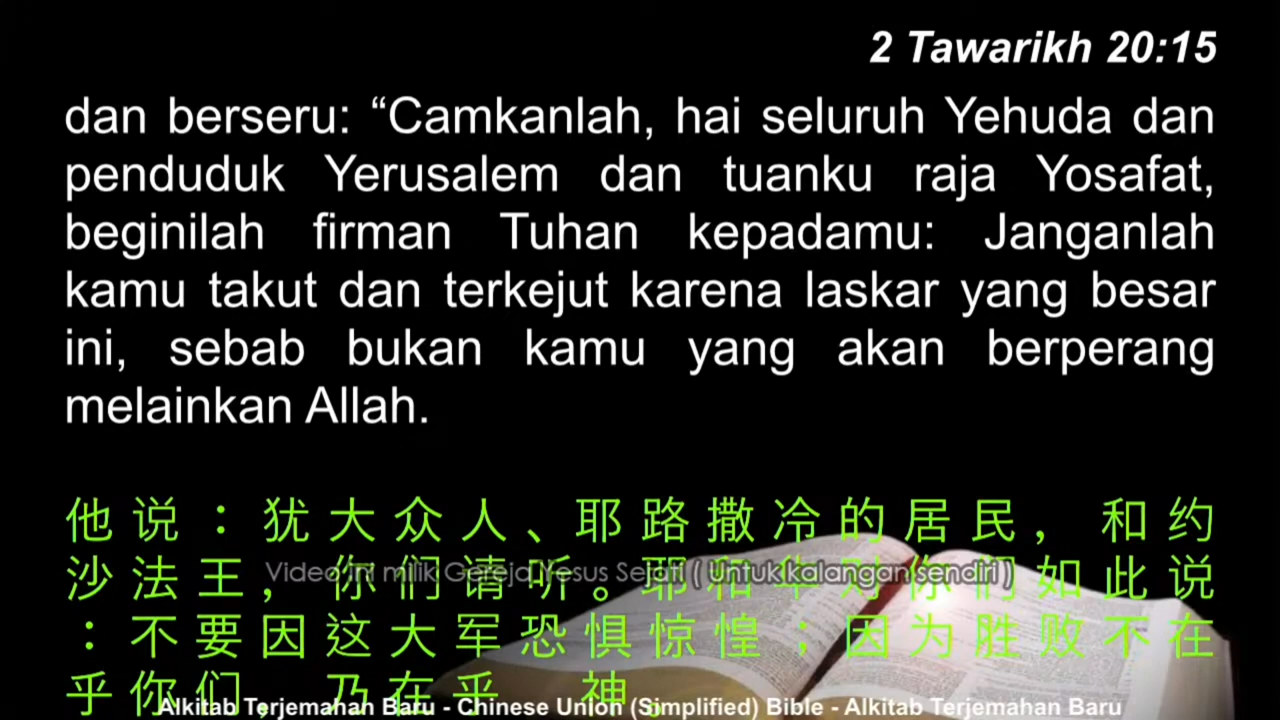 2 Tawarikh 20:15
dan berseru: “Camkanlah, hai seluruh Yehuda dan
penduduk Yerusalem dan tuanku raja Yosafat,
beginilah firman Tuhan kepadamu: Janganlah
kamu takut dan terkejut karena laskar yang besar
ini, sebab bukan kamu yang akan berperang
melainkan Allah.
他说：犹大众人、耶路撒冷的居民，和约
沙法王，你们请听。耶和华对你们如此说
Video ini milik Gereja Yesus Sejati ( Untuk kalangan sendiri )
：不要因这大军恐惧惊惶；因为胜败不在
乎你们，乃在乎 神。
Alkitab Terjemahan Baru - Chinese Union (Simplified) Bible - Alkitab Terjemahan Baru